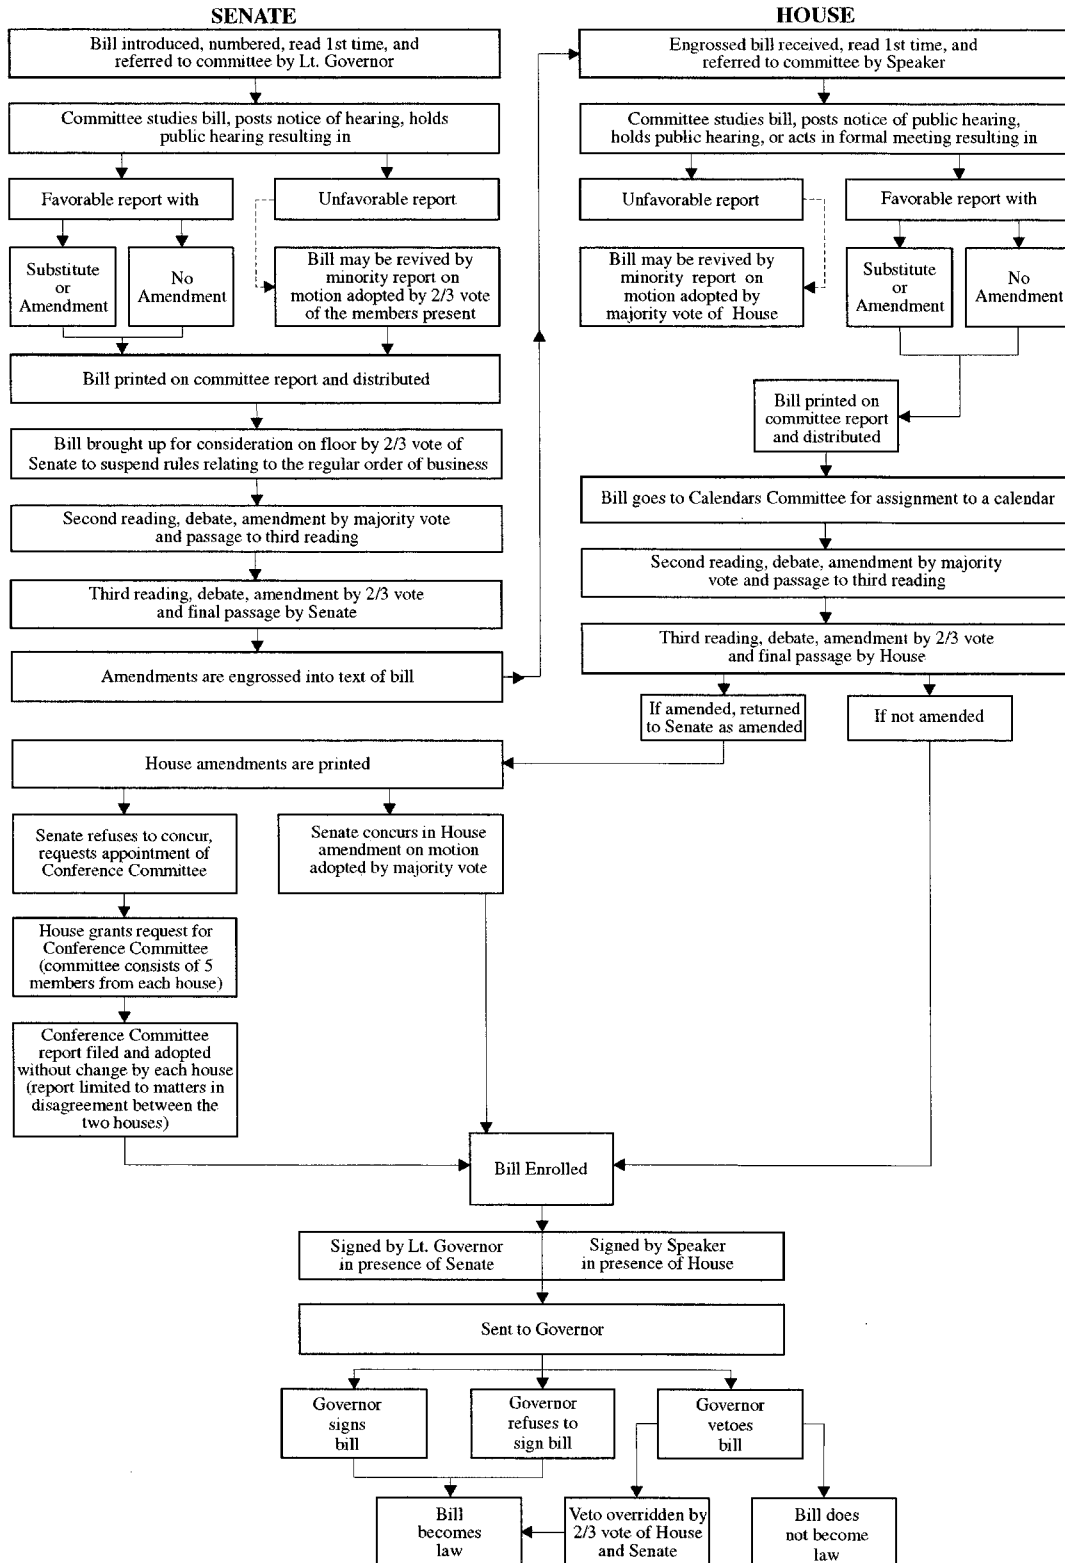 SENATE
Bill introduced, numbered, read 1st time, and
referred to committee by Lt. Governor
Committee studies bill, posts notice of hearing, holds
public hearing resulting in
Favorable report with
Unfavorable report
Substitute
or
Amendment
No
Amendment
Bill may be revived by
minority report on
motion adopted by 2/3 vote
of the members present
Bill printed on committee report and distributed
Bill brought up for consideration on floor by 2/3 vote of
Senate to suspend rules relating to the regular order of business
Second reading, debate, amendment by majority vote
and passage to third reading
Third reading, debate, amendment by 2/3 vote
and final passage by Senate
Amendments are engrossed into text of bill
HOUSE
Engrossed bill received, read 1st time, and
referred to committee by Speaker
Committee studies bill, posts notice of public hearing,
holds public hearing, or acts in formal meeting resulting in
Unfavorable report
Favorable report with
Bill may be revived by
minority report on
motion adopted by
majority vote of House
Substitute
or
Amendment
No
Amendment
Bill printed on
committee report
and distributed
Bill goes to Calendars Committee for assignment to a calendar
Second reading, debate, amendment by majority
vote and passage to third reading
Third reading, debate, amendment by 2/3 vote
and final passage by House
If amended, returned
to Senate as amended
If not amended
House amendments are printed
Senate refuses to concur,
requests appointment of
Conference Committee
Senate concurs in House
amendment on motion
adopted by majority vote
House grants request for
Conference Committee
(committee consists of 5
members from each house)
Conference Committee
report filed and adopted
without change by each house
(report limited to matters in
disagreement between the
two houses)
Bill Enrolled
Signed by Lt. Governor
in presence of Senate
Signed by Speaker
in presence of House
Sent to Governor
Governor
signs
bill
Governor
refuses to
sign bill
Governor
vetoes
bill
Bill
becomes
law
Veto overridden by
2/3 vote of House
and Senate
Bill does
not become
law